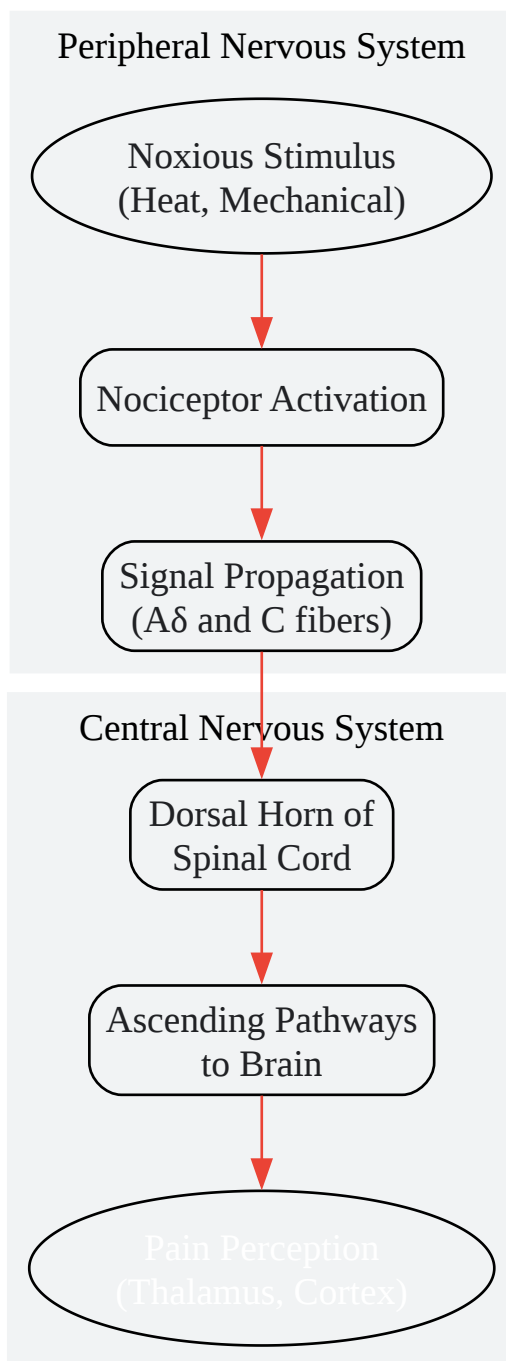 Peripheral Nervous System
Noxious Stimulus
(Heat, Mechanical)
Nociceptor Activation
Signal Propagation
(Aδ and C fibers)
Central Nervous System
Dorsal Horn of
Spinal Cord
Ascending Pathways
to Brain
Pain Perception
(Thalamus, Cortex)